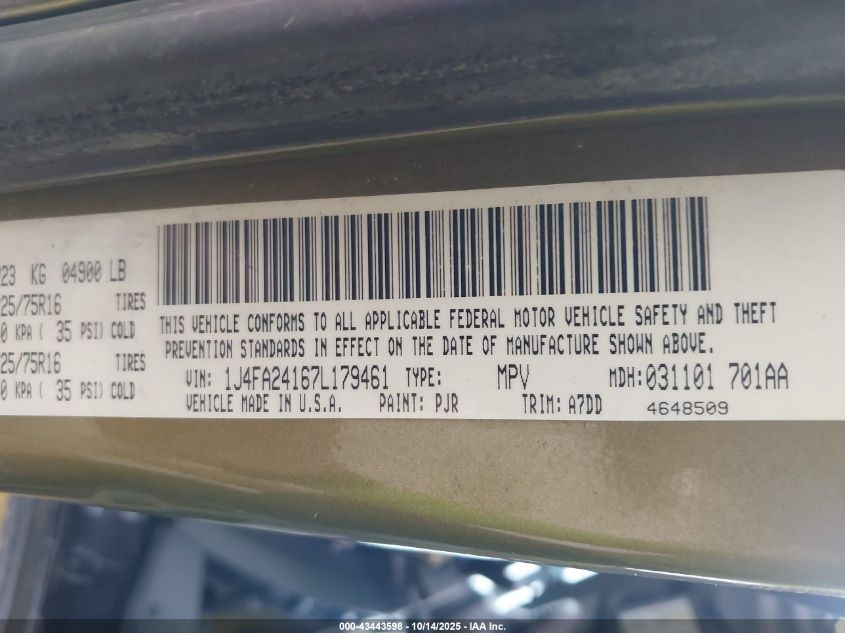 023 KG 04900 LB
25/75R16 TIRES
0 KPA ( 35 PSI) COLD
25/75R16 TIRES
0 KPA ( 35 PSI) COLD
THIS VEHICLE CONFORMS TO ALL APPLICABLE FEDERAL MOTOR VEHICLE SAFETY AND THEFT
PREVENTION STANDARDS IN EFFECT ON THE DATE OF MANUFACTURE SHOWN ABOVE.
VIN: 1J4FA24167L179461 TYPE: MPV MDH:031101 701AA
VEHICLE MADE IN U.S.A. PAINT: PJR TRIM: A7DD 4648509
000-43443598 - 10/14/2025 - IAA Inc.